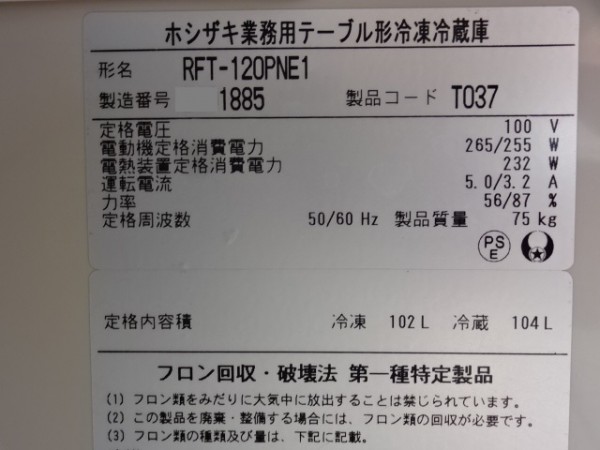 ホシザキ業務用テーブル形冷凍冷蔵庫
形名 RFT-120PNE1
製造番号 1885 製品コード T037
定格電圧 100 V
電動機定格消費電力 265/255 W
電熱装置定格消費電力 232 W
運転電流 5.0/3.2 A
力率 56/87 %
定格周波数 50/60 Hz 製品質量 75 kg
PS E
定格内容積 冷凍 102 L 冷蔵 104 L
フロン回収・破壊法 第一種特定製品
(1) フロン類をみだりに大気中に放出することは禁じられています。
(2) この製品を廃棄・整備する場合には、フロン類の回収が必要です。
(3) フロン類の種類及び量は、下記に記載。